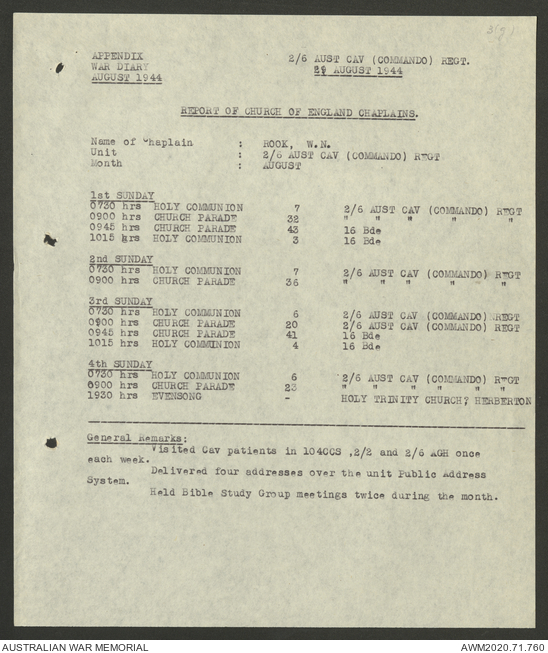 APPENDIX 2/6 AUST CAV (COMMANDO) REGT.
WAR DIARY 29 AUGUST 1944
AUGUST 1944
REPORT OF CHURCH OF ENGLAND CHAPLAINS.
Name of Chaplain : ROOK, W.N.
Unit : 2/6 AUST CAV (COMMANDO) REGT
Month : AUGUST
1st SUNDAY
0730 hrs HOLY COMMUNION 7 2/6 AUST CAV (COMMANDO) REGT
0900 hrs CHURCH PARADE 32 " " " " "
0945 hrs CHURCH PARADE 43 16 Bde
1015 hrs HOLY COMMUNION 3 16 Bde
2nd SUNDAY
0730 hrs HOLY COMMUNION 7 2/6 AUST CAV (COMMANDO) REGT
0900 hrs CHURCH PARADE 36 " " " " "
3rd SUNDAY
0730 hrs HOLY COMMUNION 6 2/6 AUST CAV (COMMANDO) REGT
0900 hrs CHURCH PARADE 20 2/6 AUST CAV (COMMANDO) REGT
0945 hrs CHURCH PARADE 41 16 Bde
1015 hrs HOLY COMMUNION 4 16 Bde
4th SUNDAY
0730 hrs HOLY COMMUNION 6 2/6 AUST CAV (COMMANDO) REGT
0900 hrs CHURCH PARADE 23 " " " " "
1930 hrs EVENSONG - HOLY TRINITY CHURCH, HERBERTON
General Remarks:
Visited Cav patients in 104CCS ,2/2 and 2/6 AGH once
each week.
Delivered four addresses over the unit Public Address
System.
Held Bible Study Group meetings twice during the month.
AUSTRALIAN WAR MEMORIAL AWM2020.71.760